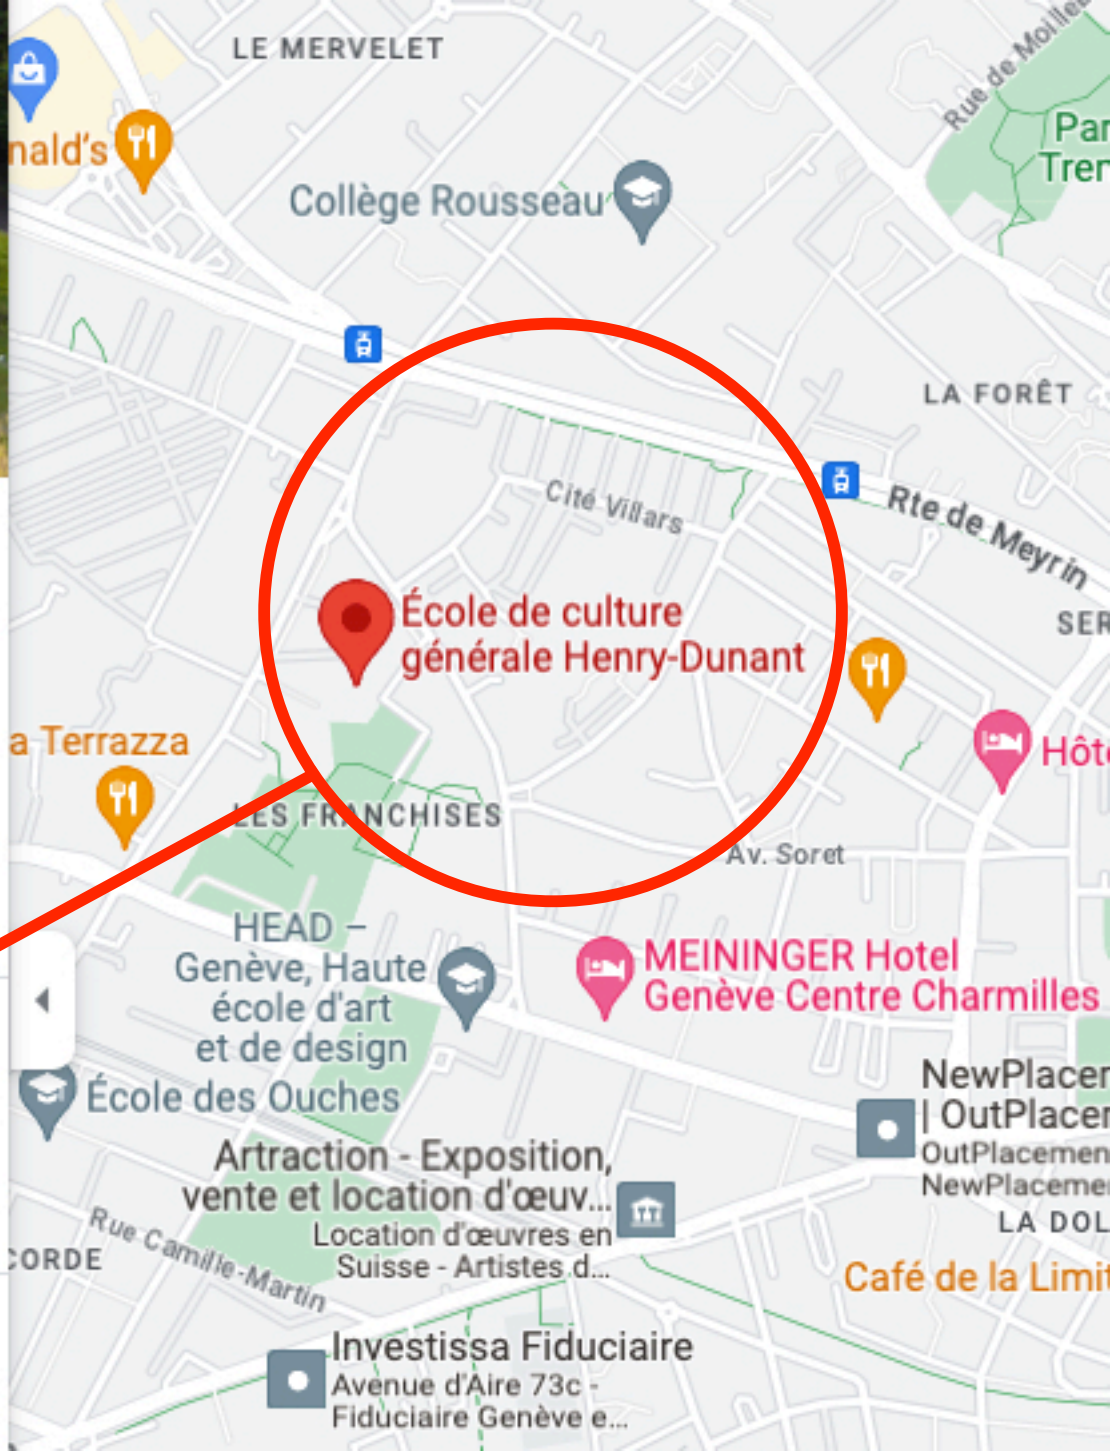 LE MERVELET
Rue de Moille
nald's
Par
Trem
Collège Rousseau
LA FORÊT
Rte de Meyrin
Cité Villars
École de culture
générale Henry-Dunant
SER
a Terrazza
Hôte
LES FRANCHISES
Av. Soret
HEAD –
Genève, Haute
école d'art
et de design
MEININGER Hotel
Genève Centre Charmilles
École des Ouches
NewPlacem
| OutPlacem
OutPlacemen
NewPlaceme
Artraction - Exposition,
vente et location d'œuv...
Location d'œuvres en
Suisse - Artistes d...
LA DOL
CORDE
Rue Camille-Martin
Café de la Limit
Investissa Fiduciaire
Avenue d'Aire 73c -
Fiduciaire Genève e...